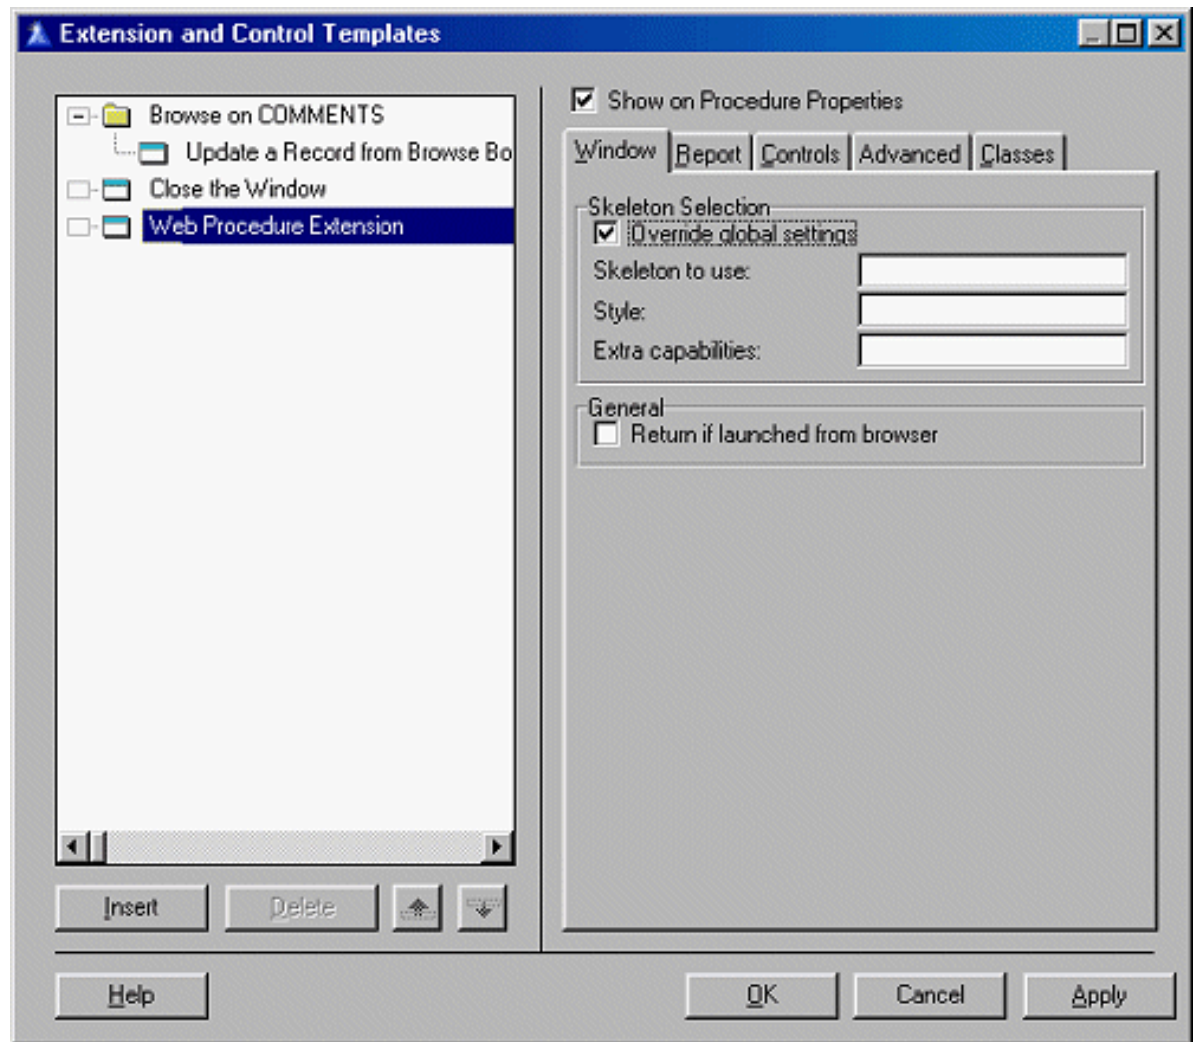 Extension and Control Templates
Browse on COMMENTS
Update a Record from Browse Bo
Close the Window
Web Procedure Extension
Insert
Delete
Show on Procedure Properties
Window Report Controls Advanced Classes
Skeleton Selection
Override global settings
Skeleton to use:
Style:
Extra capabilities:
General
Return if launched from browser
Help
OK
Cancel
Apply